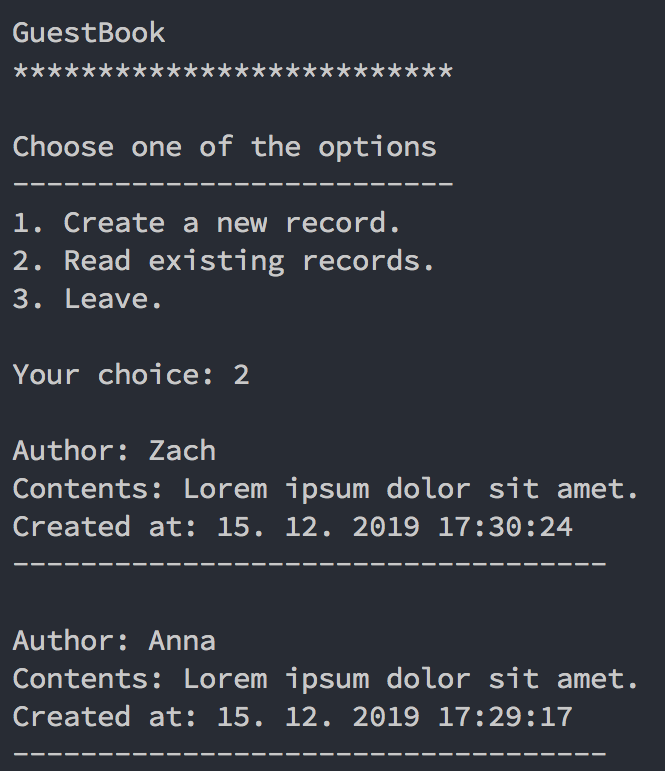 GuestBook
**************************
Choose one of the options
--------------------------
1. Create a new record.
2. Read existing records.
3. Leave.
Your choice: 2
Author: Zach
Contents: Lorem ipsum dolor sit amet.
Created at: 15. 12. 2019 17:30:24
-----------------------------------
Author: Anna
Contents: Lorem ipsum dolor sit amet.
Created at: 15. 12. 2019 17:29:17
-----------------------------------